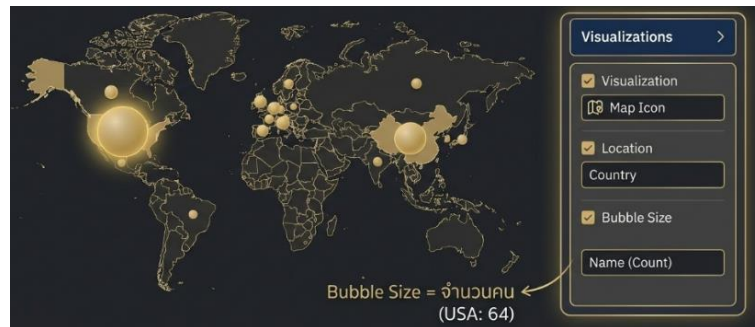 Visualizations >
Visualization
Map Icon
Location
Country
Bubble Size
Name (Count)
Bubble Size = จำนวนคน
(USA: 64)